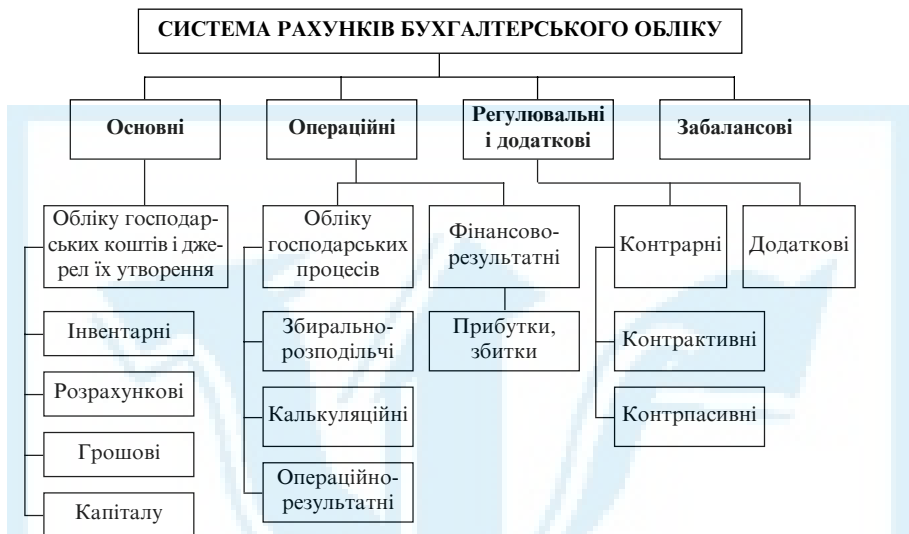 СИСТЕМА РАХУНКІВ БУХГАЛТЕРСЬКОГО ОБЛІКУ
Основні
Операційні
Регулювальні
і додаткові
Забалансові
Обліку господар-
ських коштів і дже-
рел їх утворення
Інвентарні
Розрахункові
Грошові
Капіталу
Обліку
господарських
процесів
Збирально-
розподільчі
Калькуляційні
Операційно-
результатні
Фінансово-
результатні
Прибутки,
збитки
Контрарні
Контрактивні
Контрпасивні
Додаткові